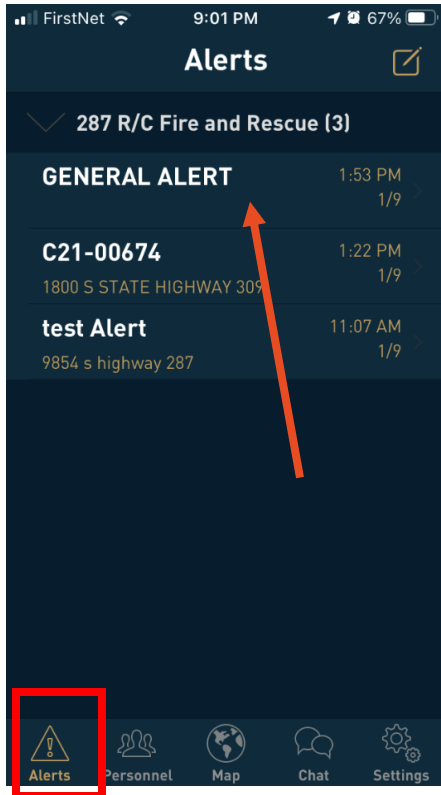 FirstNet 9:01 PM 67%
Alerts
287 R/C Fire and Rescue (3)
GENERAL ALERT 1:53 PM
1/9
C21-00674 1:22 PM
1800 S STATE HIGHWAY 309 1/9
test Alert 11:07 AM
9854 s highway 287 1/9
Alerts Personnel Map Chat Settings